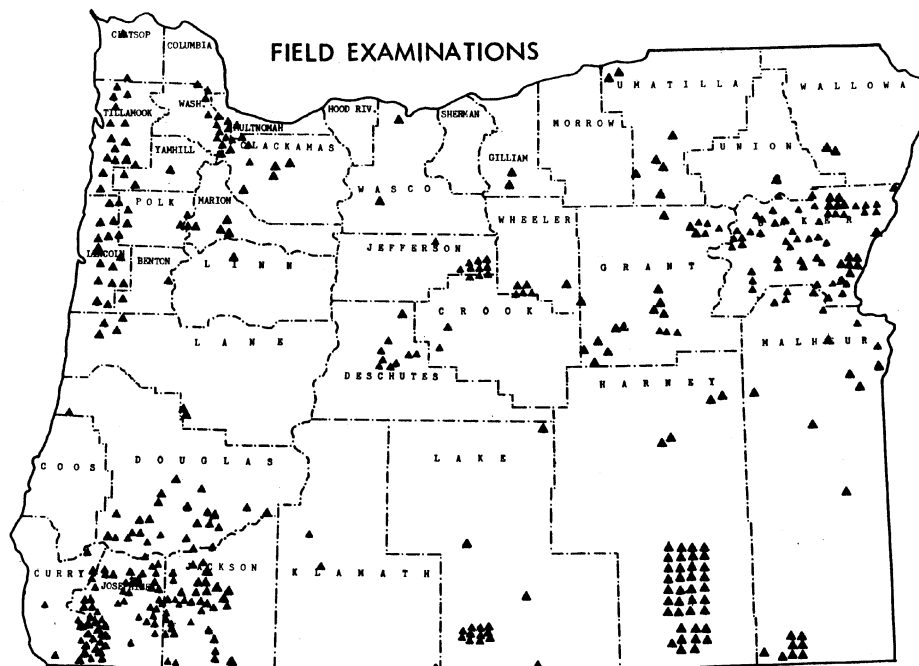 FIELD EXAMINATIONS
CLATSOP
COLUMBIA
TILLAMOOK
WASH.
MULTNOMAH
HOOD RIV.
SHERMAN
UMATILLA
WALLOWA
MORROW
UNION
YAMHILL
CLACKAMAS
GILLIAM
WASCO
POLK
MARION
WHEELER
BAKER
JEFFERSON
LINCOLN
BENTON
LINN
GRANT
CROOK
LANE
MALHEUR
DESCHUTES
HARNEY
COOS
DOUGLAS
LAKE
CURRY
JOSEPHINE
JACKSON
KLAMATH